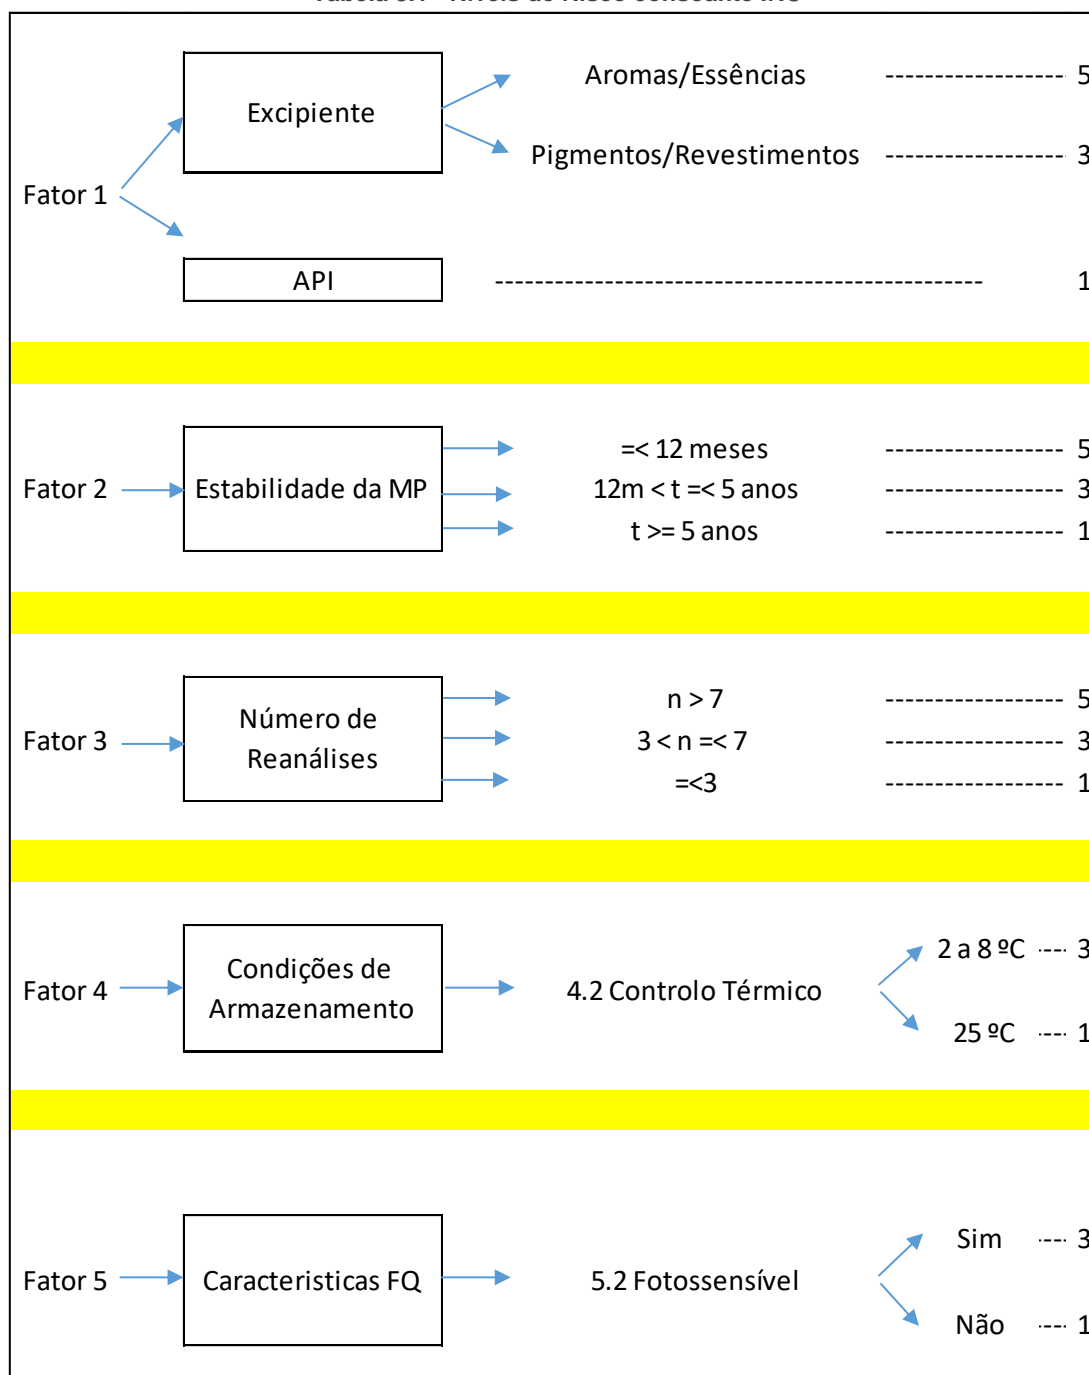 Aromas/Essências ------------------ 5
Excipiente
Pigmentos/Revestimentos ------------------ 3
Fator 1
API ------------------------------------------------- 1
=< 12 meses ------------------ 5
Fator 2 Estabilidade da MP 12m < t =< 5 anos ------------------ 3
t >= 5 anos ------------------ 1
n > 7 ------------------ 5
Número de
Fator 3 3 < n =< 7 ------------------ 3
Reanálises
=<3 ------------------ 1
2 a 8 ºC ---- 3
Condições de
Fator 4 4.2 Controlo Térmico
Armazenamento
25 ºC ---- 1
Sim ---- 3
Fator 5 Caracteristicas FQ 5.2 Fotossensível
Não ---- 1